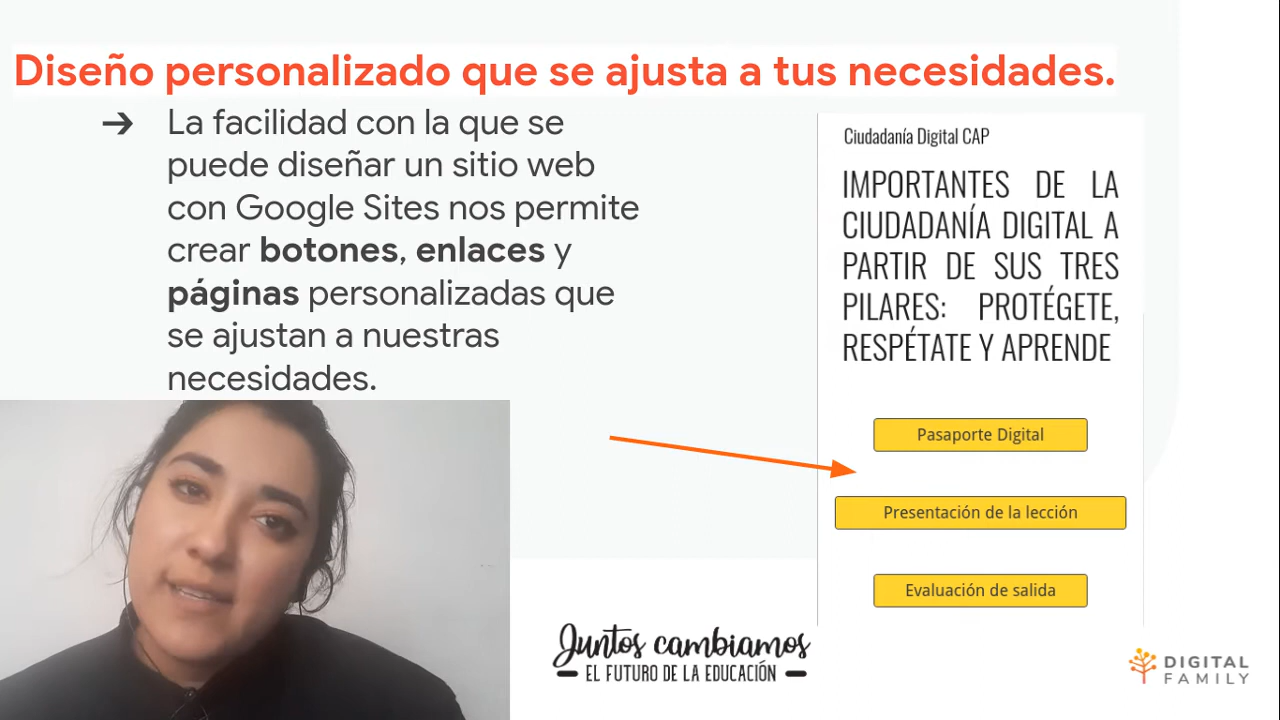 Diseño personalizado que se ajusta a tus necesidades.
➔ La facilidad con la que se
puede diseñar un sitio web
con Google Sites nos permite
crear botones, enlaces y
páginas personalizadas que
se ajustan a nuestras
necesidades.
Ciudadanía Digital CAP
IMPORTANTES DE LA
CIUDADANÍA DIGITAL A
PARTIR DE SUS TRES
PILARES: PROTÉGETE,
RESPÉTATE Y APRENDE
Pasaporte Digital
Presentación de la lección
Evaluación de salida
Juntos cambiamos
EL FUTURO DE LA EDUCACIÓN
DIGITAL
FAMILY